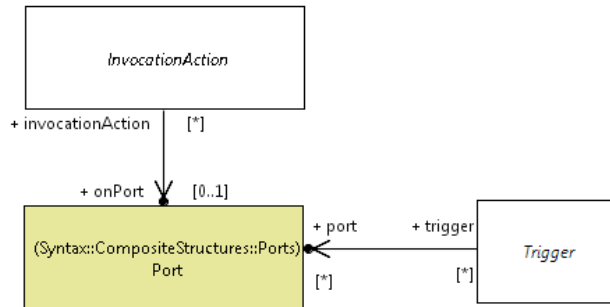 InvocationAction
+ invocationAction [*]
+ onPort [0..1]
(Syntax::CompositeStructures::Ports)
Port
+ port + trigger
[*] [*]
Trigger